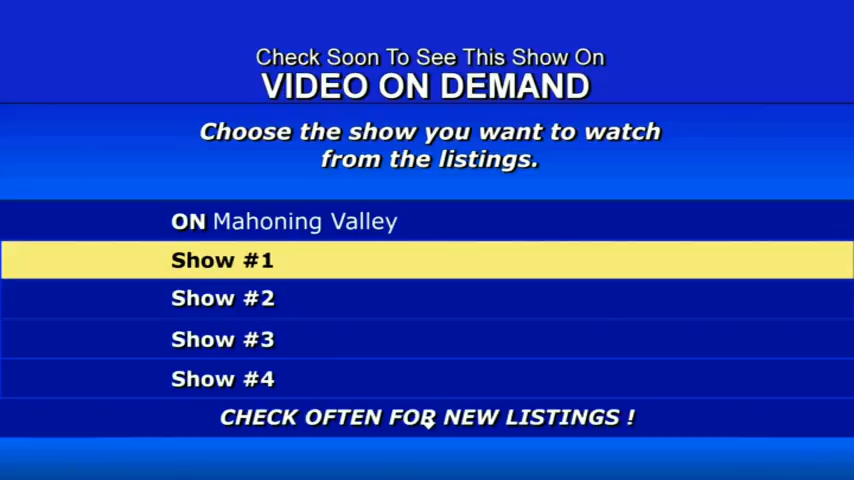 Check Soon To See This Show On
VIDEO ON DEMAND
Choose the show you want to watch
from the listings.
ON Mahoning Valley
Show #1
Show #2
Show #3
Show #4
CHECK OFTEN FOR NEW LISTINGS !